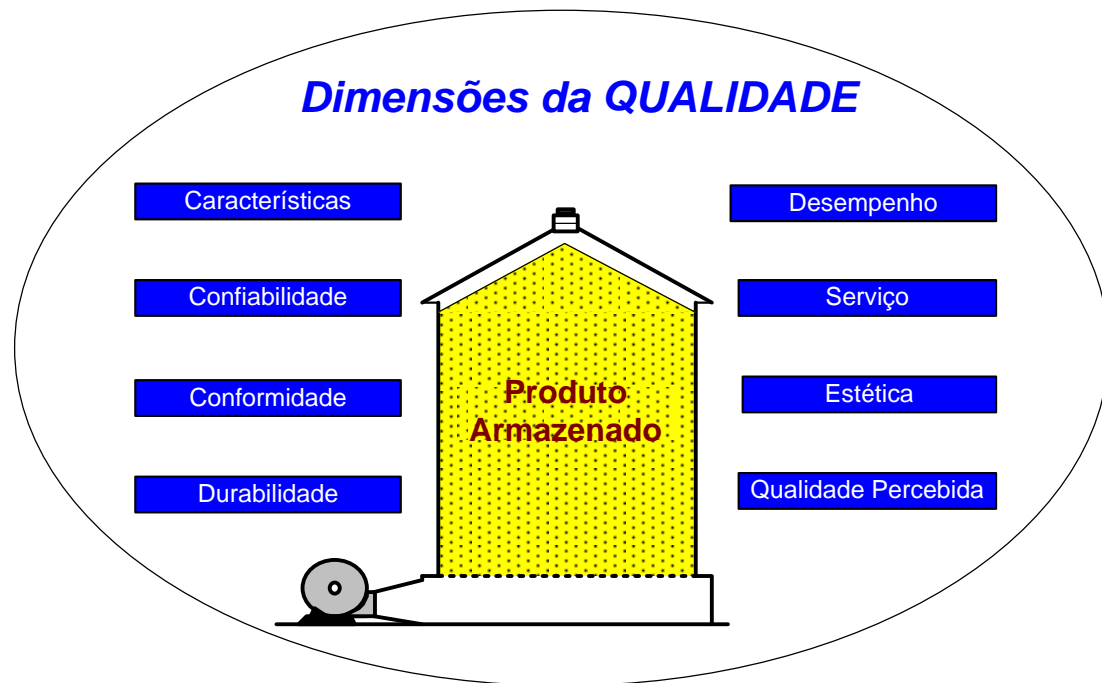 Dimensões da QUALIDADE
Características
Confiabilidade
Conformidade
Durabilidade
Produto
Armazenado
Desempenho
Serviço
Estética
Qualidade Percebida